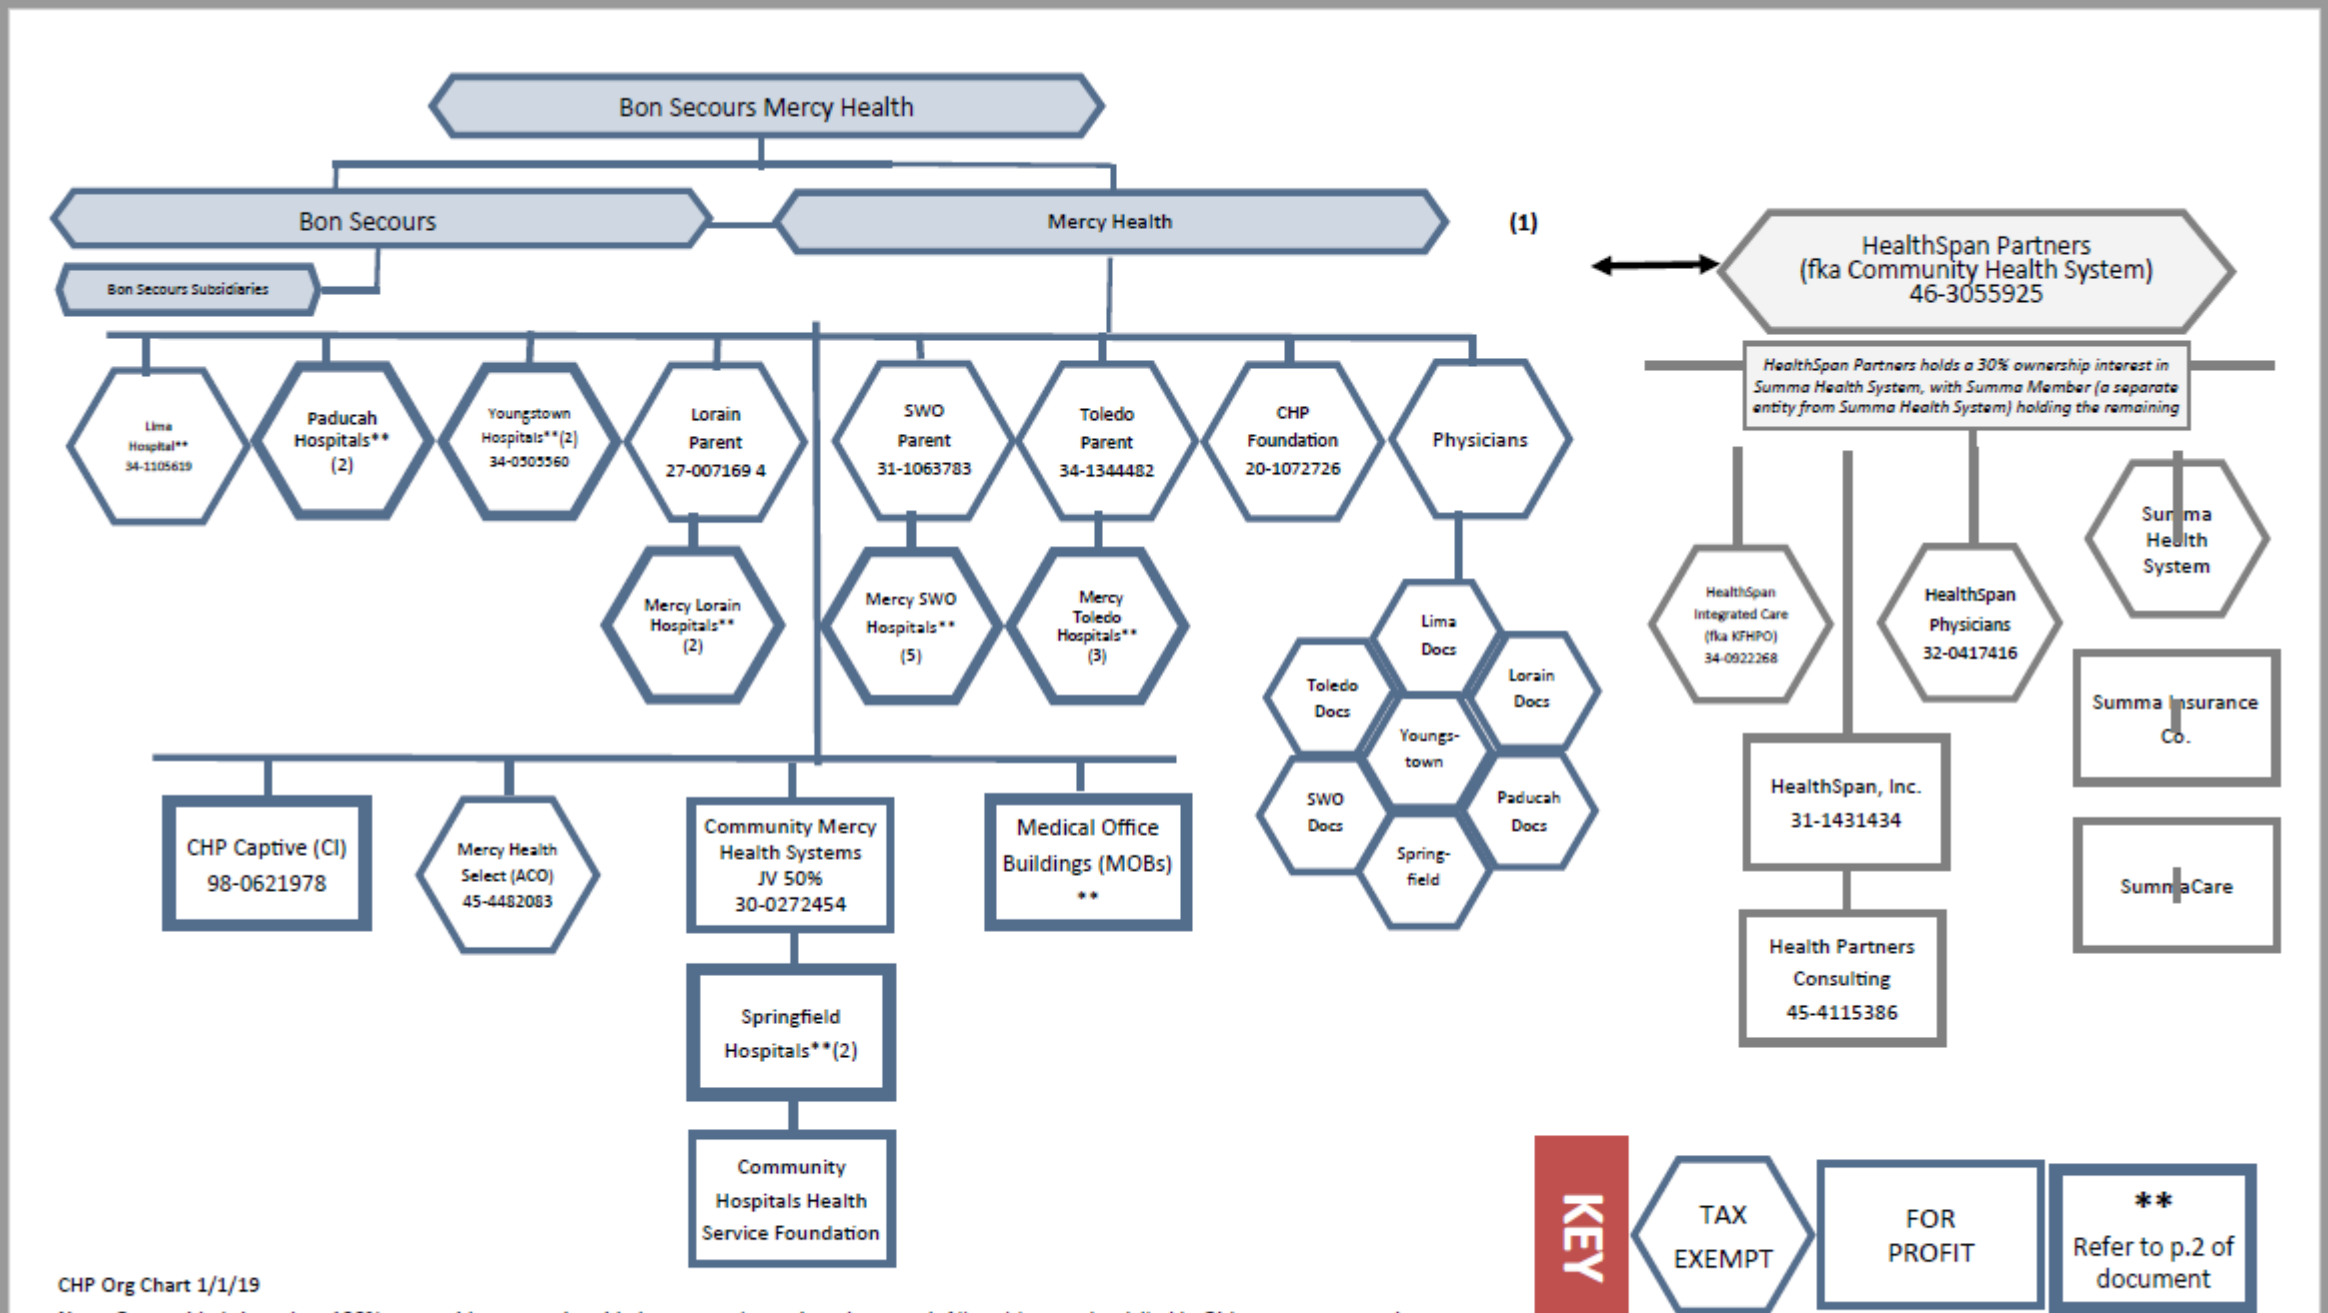 Bon Secours Mercy Health
Bon Secours
Mercy Health
(1)
Bon Secours Subsidiaries
HealthSpan Partners
(fka Community Health System)
46-3055925
HealthSpan Partners holds a 30% ownership interest in
Summa Health System, with Summa Member (a separate
entity from Summa Health System) holding the remaining
Lima
Hospital**
34-1105619
Paducah
Hospitals**
(2)
Youngstown
Hospitals**(2)
34-0505560
Lorain
Parent
27-007169 4
SWO
Parent
31-1063783
Toledo
Parent
34-1344482
CHP
Foundation
20-1072726
Physicians
Mercy Lorain
Hospitals**
(2)
Mercy SWO
Hospitals**
(5)
Mercy
Toledo
Hospitals**
(3)
Lima
Docs
Toledo
Docs
Lorain
Docs
Youngs-
town
SWO
Docs
Paducah
Docs
Spring-
field
HealthSpan
Integrated Care
(fka KFHPO)
34-0922268
HealthSpan
Physicians
32-0417416
Summa
Health
System
Summa Insurance
Co.
SummaCare
HealthSpan, Inc.
31-1431434
Health Partners
Consulting
45-4115386
CHP Captive (CI)
98-0621978
Mercy Health
Select (ACO)
45-4482083
Community Mercy
Health Systems
JV 50%
30-0272454
Medical Office
Buildings (MOBs)
**
Springfield
Hospitals**(2)
Community
Hospitals Health
Service Foundation
KEY
TAX
EXEMPT
FOR
PROFIT
**
Refer to p.2 of
document
CHP Org Chart 1/1/19